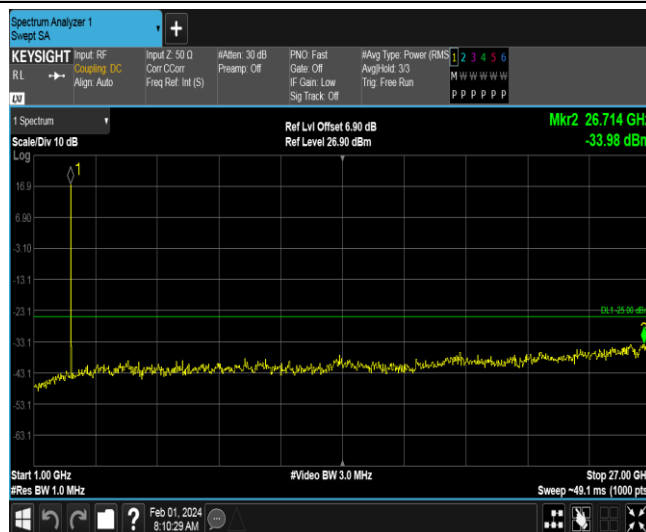 Spectrum Analyzer 1
Swept SA
+
KEYSIGHT
RL
LXI
Input: RF
Coupling: DC
Align: Auto
Input Z: 50 Ω
Corr CCorr
Freq Ref: Int (S)
#Atten: 30 dB
Preamp: Off
PNO: Fast
Gate: Off
IF Gain: Low
Sig Track: Off
#Avg Type: Power (RMS
Avg|Hold: 3/3
Trig: Free Run
1 2 3 4 5 6
M W W W W W
P P P P P P
1 Spectrum
Scale/Div 10 dB
Log
Ref Lvl Offset 6.90 dB
Ref Level 26.90 dBm
Mkr2 26.714 GHz
-33.98 dBm
1
16.9
6.90
-3.10
-13.1
-23.1
-33.1
-43.1
-53.1
-63.1
DL1 -25.00 dBm
Start 1.00 GHz
#Res BW 1.0 MHz
#Video BW 3.0 MHz
Stop 27.00 GHz
Sweep ~49.1 ms (1000 pts)
?
Feb 01, 2024
8:10:29 AM